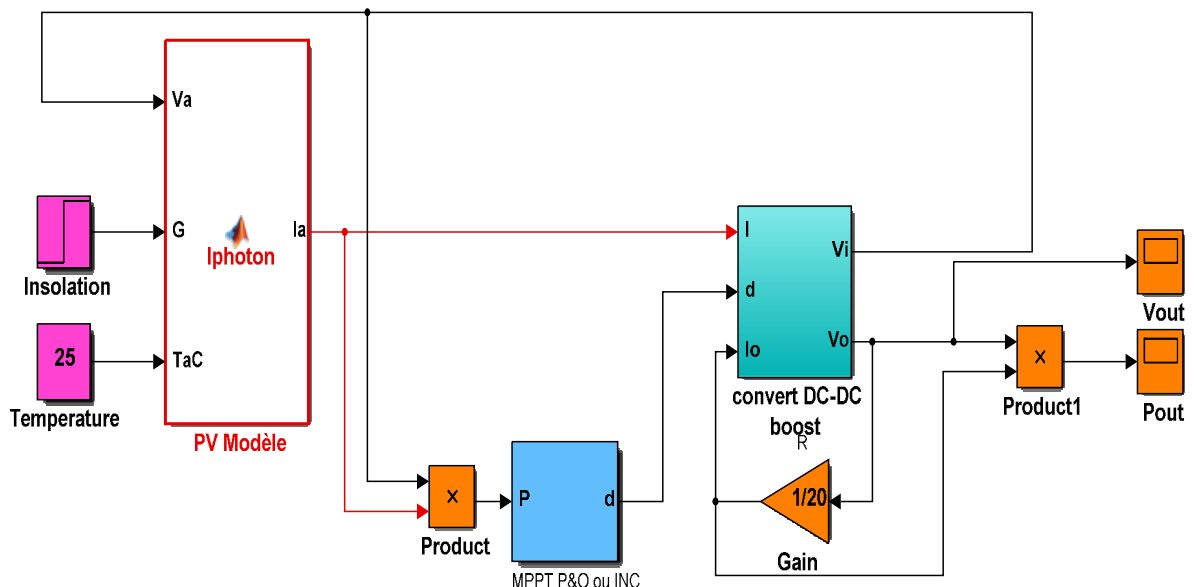 Va
G
TaC
Ia
Iphoton
PV Modèle
Insolation
25
Temperature
x
Product
P
d
MPPT P&O ou INC
I
d
Io
Vi
Vo
convert DC-DC
boost
R
1/20
Gain
x
Product1
Vout
Pout